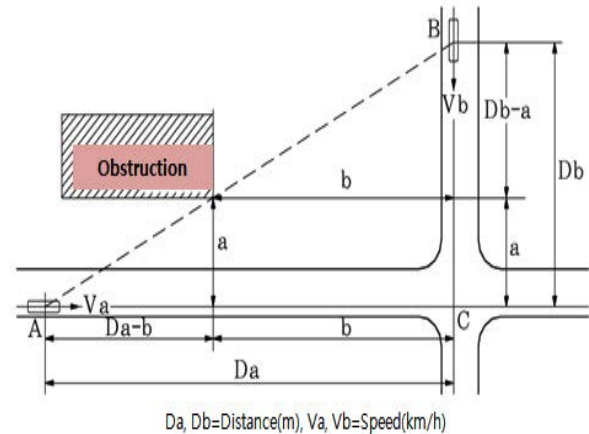 B
Vb
Db-a
Obstruction
b
Db
a
a
Va
A
C
Da-b
b
Da
Da, Db=Distance(m), Va, Vb=Speed(km/h)